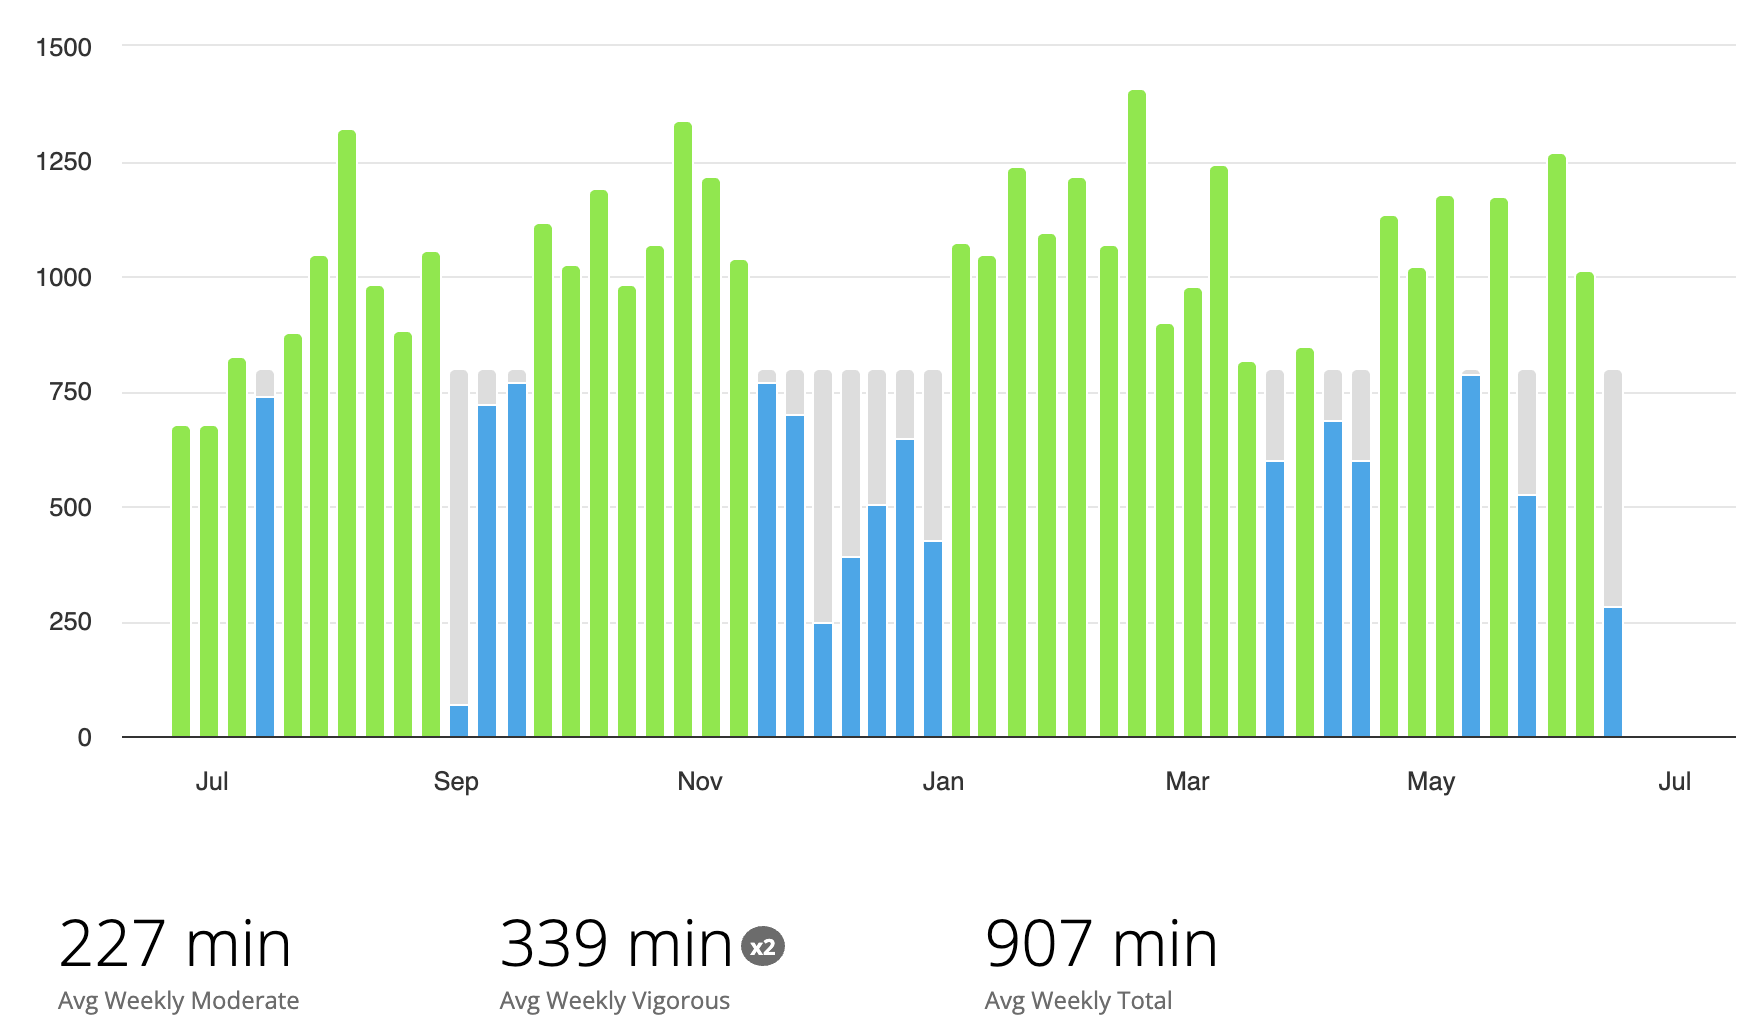 1500
1250
1000
750
500
250
0
Jul Sep Nov Jan Mar May Jul
227 min 339 min x2 907 min
Avg Weekly Moderate Avg Weekly Vigorous Avg Weekly Total